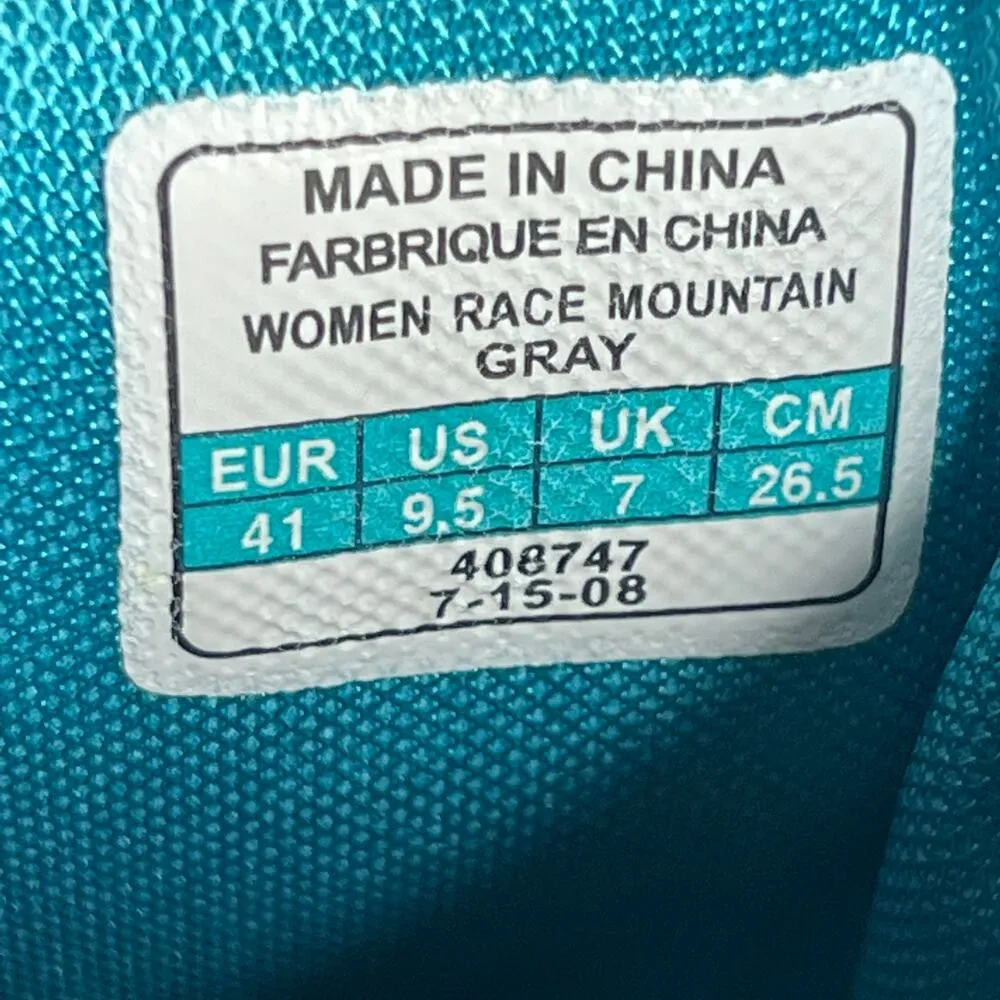 MADE IN CHINA
FARBRIQUE EN CHINA
WOMEN RACE MOUNTAIN
GRAY
EUR US UK CM
41 9.5 7 26.5
408747
7-15-08